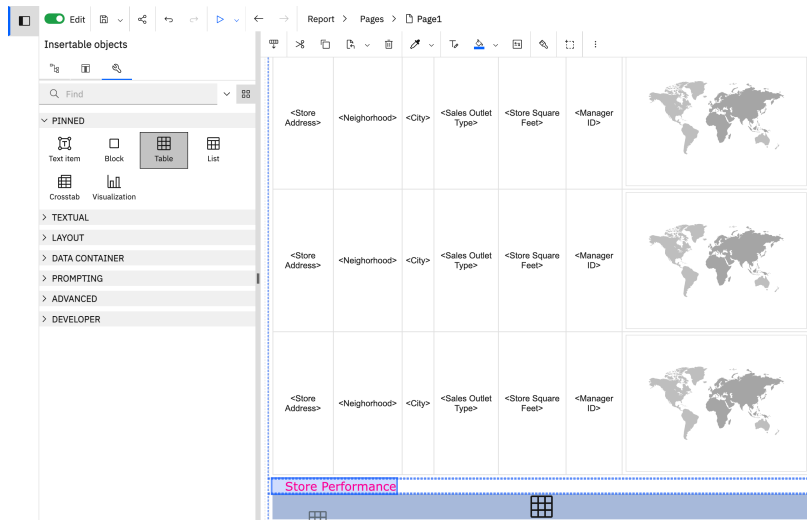 Edit
Report > Pages > Page1
Insertable objects
Find
PINNED
Text item Block Table List
Crosstab Visualization
TEXTUAL
LAYOUT
DATA CONTAINER
PROMPTING
ADVANCED
DEVELOPER
<Store Address> <Neighorhood> <City> <Sales Outlet Type> <Store Square Feet> <Manager ID>
<Store Address> <Neighorhood> <City> <Sales Outlet Type> <Store Square Feet> <Manager ID>
<Store Address> <Neighorhood> <City> <Sales Outlet Type> <Store Square Feet> <Manager ID>
Store Performance